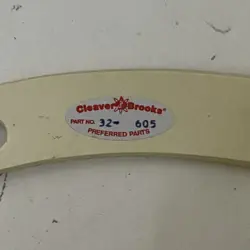 Cleaver Brooks
PART NO. 32- 605
PREFERRED PARTS